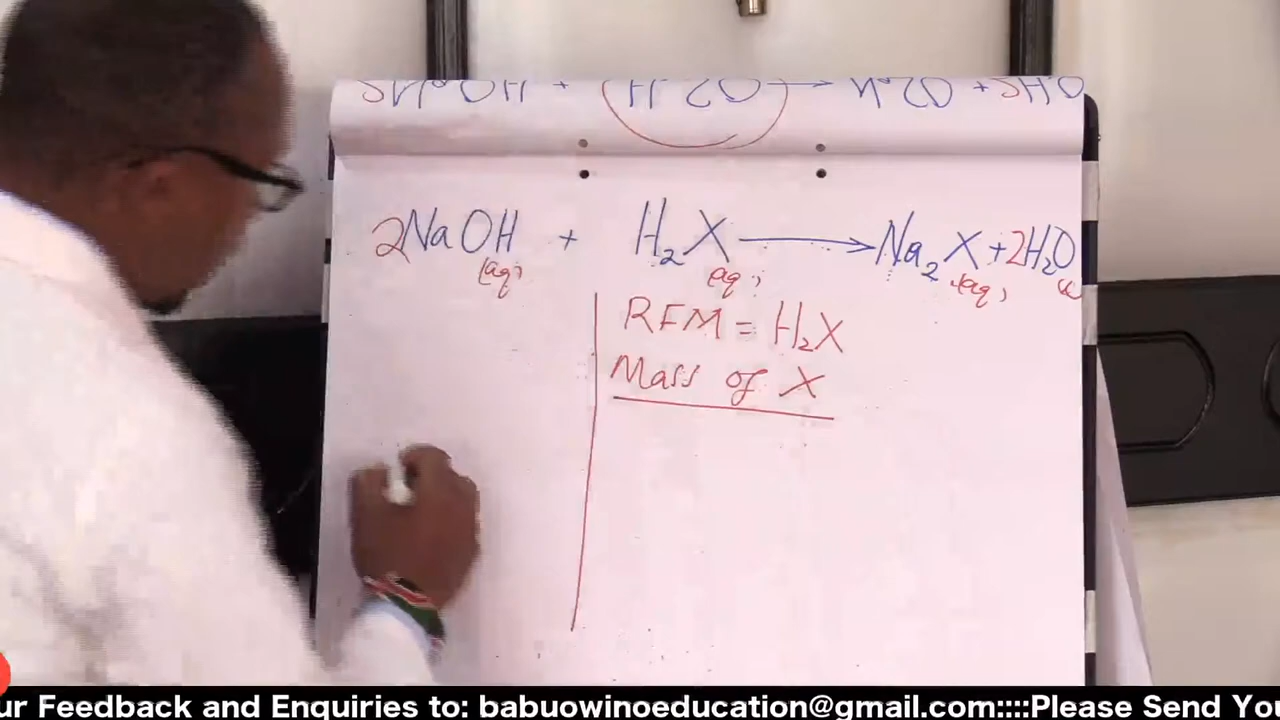 2NaOH + H₂X → Na₂X + 2H₂O
(aq) (aq) (aq)
RFM = H₂X
Mass of X
ur Feedback and Enquiries to: babuowinoeducation@gmail.com::::Please Send You